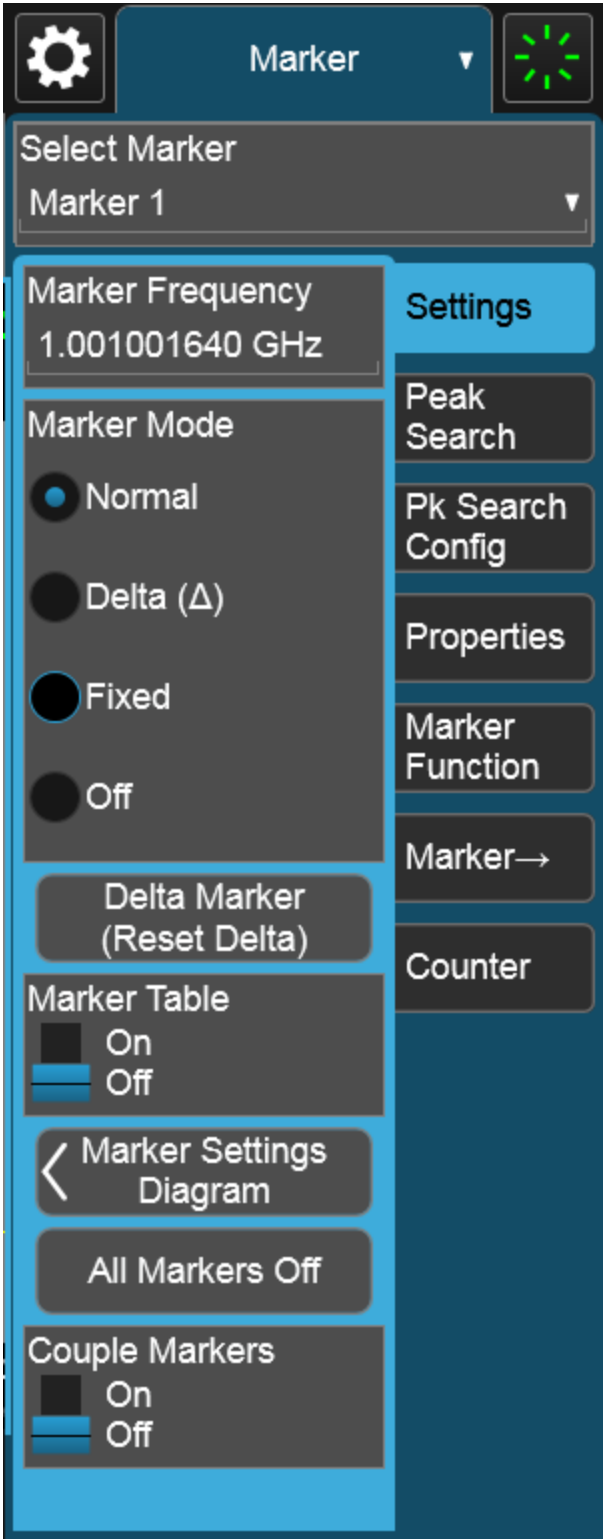 Marker
Select Marker
Marker 1
Marker Frequency
1.001001640 GHz
Marker Mode
Normal
Delta (Δ)
Fixed
Off
Delta Marker
(Reset Delta)
Marker Table
On
Off
Marker Settings
Diagram
All Markers Off
Couple Markers
On
Off
Settings
Peak
Search
Pk Search
Config
Properties
Marker
Function
Marker→
Counter